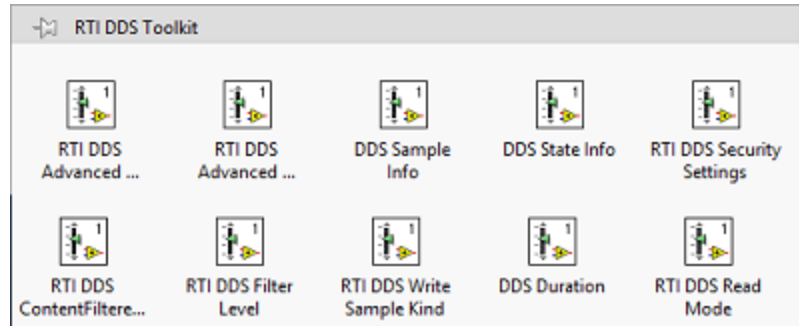 RTI DDS Toolkit
1 1 1 1 1
RTI DDS RTI DDS DDS Sample DDS State Info RTI DDS Security
Advanced ... Advanced ... Info Settings
1 1 1 1 1
RTI DDS RTI DDS Filter RTI DDS Write DDS Duration RTI DDS Read
ContentFiltere... Level Sample Kind Mode